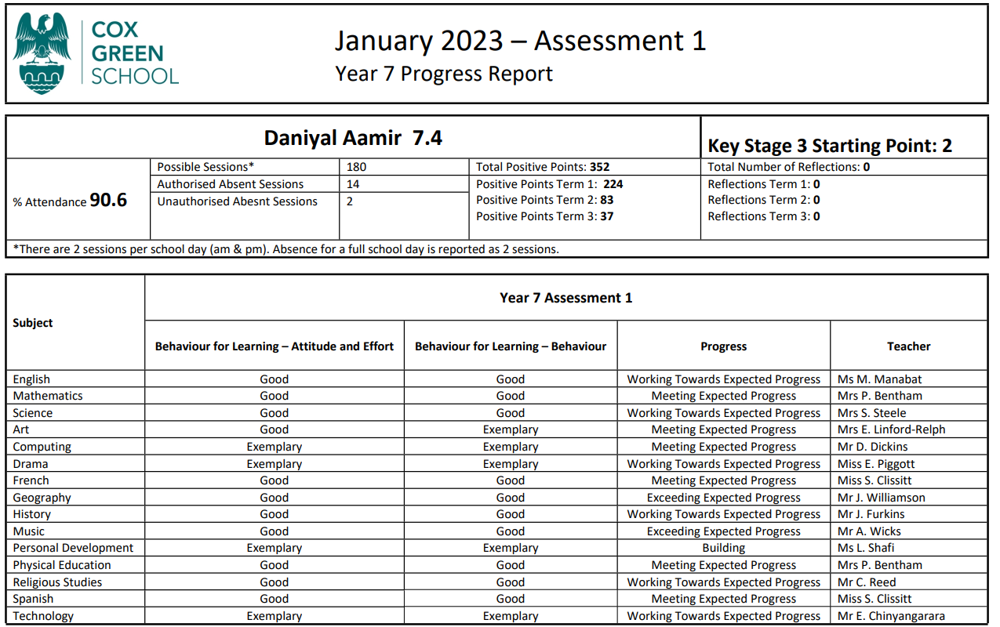 COX
GREEN
SCHOOL
January 2023 – Assessment 1
Year 7 Progress Report
Daniyal Aamir 7.4
Key Stage 3 Starting Point: 2
% Attendance 90.6
Possible Sessions* 180
Authorised Absent Sessions 14
Unauthorised Abesnt Sessions 2
Total Positive Points: 352
Positive Points Term 1: 224
Positive Points Term 2: 83
Positive Points Term 3: 37
Total Number of Reflections: 0
Reflections Term 1: 0
Reflections Term 2: 0
Reflections Term 3: 0
*There are 2 sessions per school day (am & pm). Absence for a full school day is reported as 2 sessions.
Subject
Year 7 Assessment 1
Behaviour for Learning – Attitude and Effort Behaviour for Learning – Behaviour Progress Teacher
English Good Good Working Towards Expected Progress Ms M. Manabat
Mathematics Good Good Meeting Expected Progress Mrs P. Bentham
Science Good Good Working Towards Expected Progress Mrs S. Steele
Art Good Exemplary Meeting Expected Progress Mrs E. Linford-Relph
Computing Exemplary Exemplary Meeting Expected Progress Mr D. Dickins
Drama Exemplary Exemplary Working Towards Expected Progress Miss E. Piggott
French Good Good Meeting Expected Progress Miss S. Clissitt
Geography Good Good Exceeding Expected Progress Mr J. Williamson
History Good Good Working Towards Expected Progress Mr J. Furkins
Music Good Good Exceeding Expected Progress Mr A. Wicks
Personal Development Exemplary Exemplary Building Ms L. Shafi
Physical Education Good Good Meeting Expected Progress Mrs P. Bentham
Religious Studies Good Good Working Towards Expected Progress Mr C. Reed
Spanish Good Good Meeting Expected Progress Miss S. Clissitt
Technology Exemplary Exemplary Working Towards Expected Progress Mr E. Chinyangarara